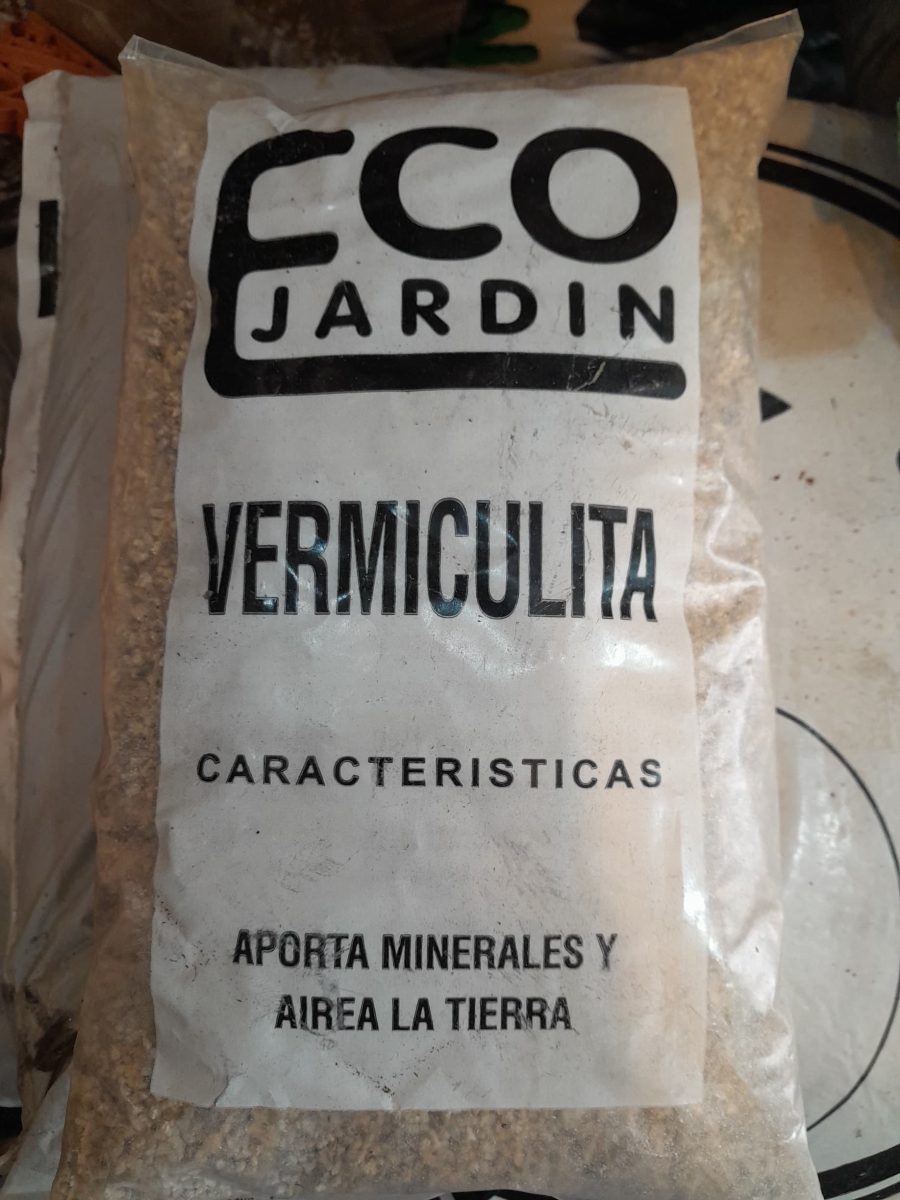 ECO
JARDIN
VERMICULITA
CARACTERISTICAS
APORTA MINERALES Y
AIREA LA TIERRA